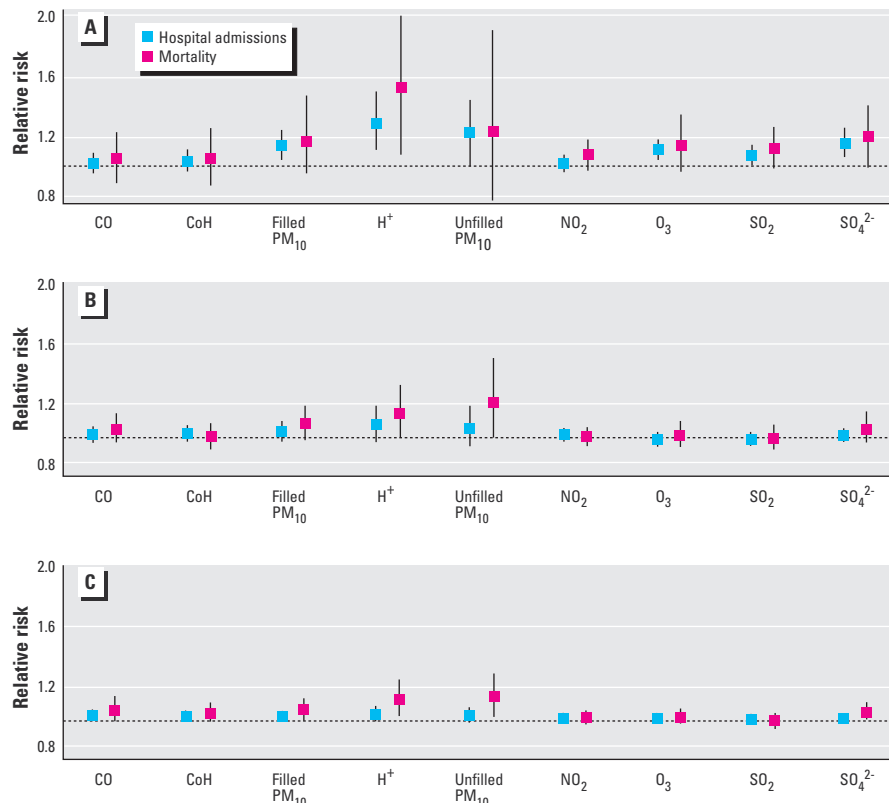 A
Hospital admissions
Mortality
Relative risk
2.0
1.6
1.2
0.8
CO
CoH
Filled
PM10
H+
Unfilled
PM10
NO2
O3
SO2
SO42-
B
Relative risk
2.0
1.6
1.2
0.8
CO
CoH
Filled
PM10
H+
Unfilled
PM10
NO2
O3
SO2
SO42-
C
Relative risk
2.0
1.6
1.2
0.8
CO
CoH
Filled
PM10
H+
Unfilled
PM10
NO2
O3
SO2
SO42-